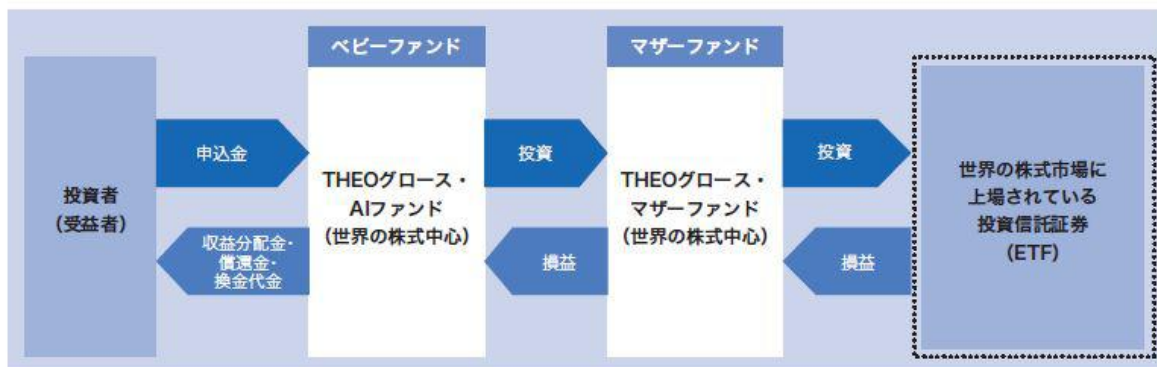 ベビーファンド
マザーファンド
投資者
(受益者)
申込金
収益分配金・
償還金・
換金代金
THEOグロース・
AIファンド
(世界の株式中心)
投資
損益
THEOグロース・
マザーファンド
(世界の株式中心)
投資
損益
世界の株式市場に
上場されている
投資信託証券
(ETF)